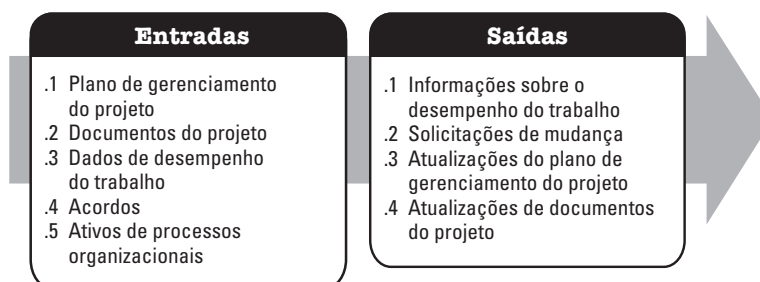 Entradas
.1 Plano de gerenciamento
do projeto
.2 Documentos do projeto
.3 Dados de desempenho
do trabalho
.4 Acordos
.5 Ativos de processos
organizacionais
Saídas
.1 Informações sobre o
desempenho do trabalho
.2 Solicitações de mudança
.3 Atualizações do plano de
gerenciamento do projeto
.4 Atualizações de documentos
do projeto